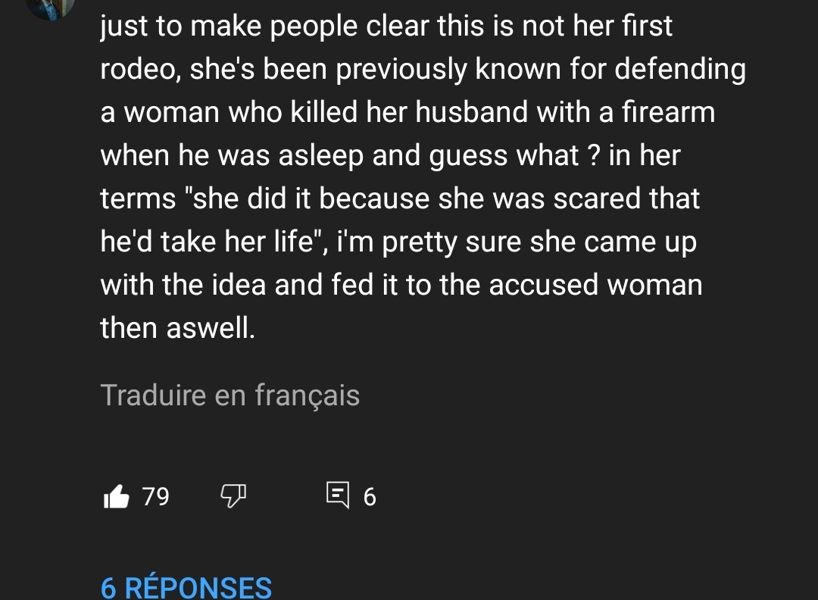 just to make people clear this is not her first
rodeo, she's been previously known for defending
a woman who killed her husband with a firearm
when he was asleep and guess what ? in her
terms "she did it because she was scared that
he'd take her life", i'm pretty sure she came up
with the idea and fed it to the accused woman
then aswell.
Traduire en français
79 6
6 RÉPONSES